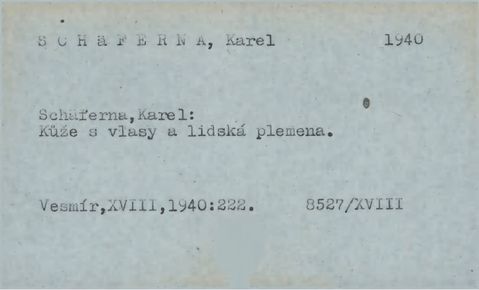 S C H ä F E R N A, Karel 1940
Schäferna,Karel:
Kůže s vlasy a lidská plemena.
Vesmír,XVIII,1940:222. 8527/XVIII